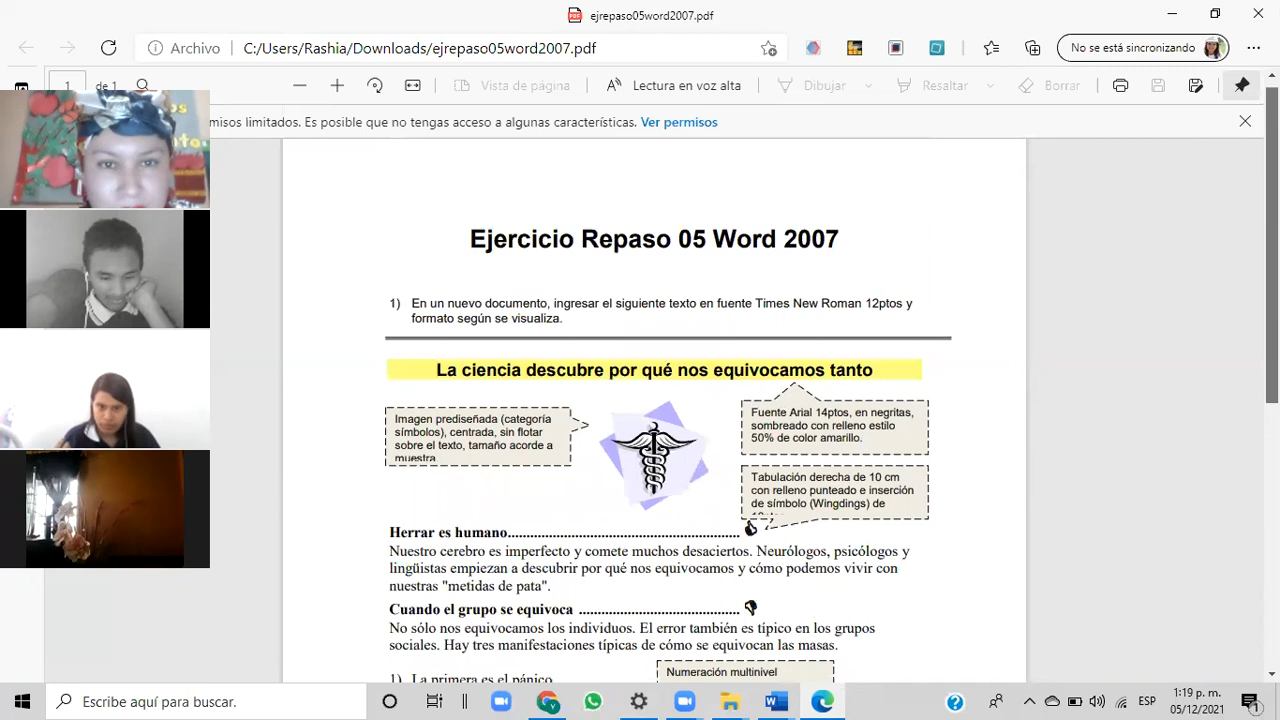 ejrepaso05word2007.pdf
Archivo C:/Users/Rashia/Downloads/ejrepaso05word2007.pdf
No se está sincronizando
1 de 1
Vista de página
Lectura en voz alta
Dibujar
Resaltar
Borrar
misos limitados. Es posible que no tengas acceso a algunas características. Ver permisos
Ejercicio Repaso 05 Word 2007
1) En un nuevo documento, ingresar el siguiente texto en fuente Times New Roman 12ptos y
formato según se visualiza.
La ciencia descubre por qué nos equivocamos tanto
Imagen prediseñada (categoría
símbolos), centrada, sin flotar
sobre el texto, tamaño acorde a
muestra
Fuente Arial 14ptos, en negritas,
sombreado con relleno estilo
50% de color amarillo.
Tabulación derecha de 10 cm
con relleno punteado e inserción
de símbolo (Wingdings) de
Herrar es humano.....................................................
Nuestro cerebro es imperfecto y comete muchos desaciertos. Neurólogos, psicólogos y
lingüistas empiezan a descubrir por qué nos equivocamos y cómo podemos vivir con
nuestras "metidas de pata".
Cuando el grupo se equivoca .....................................
No sólo nos equivocamos los individuos. El error también es típico en los grupos
sociales. Hay tres manifestaciones típicas de cómo se equivocan las masas.
Numeración multinivel
1) La primera es el pánico
Escribe aquí para buscar.
ESP
1:19 p. m.
05/12/2021